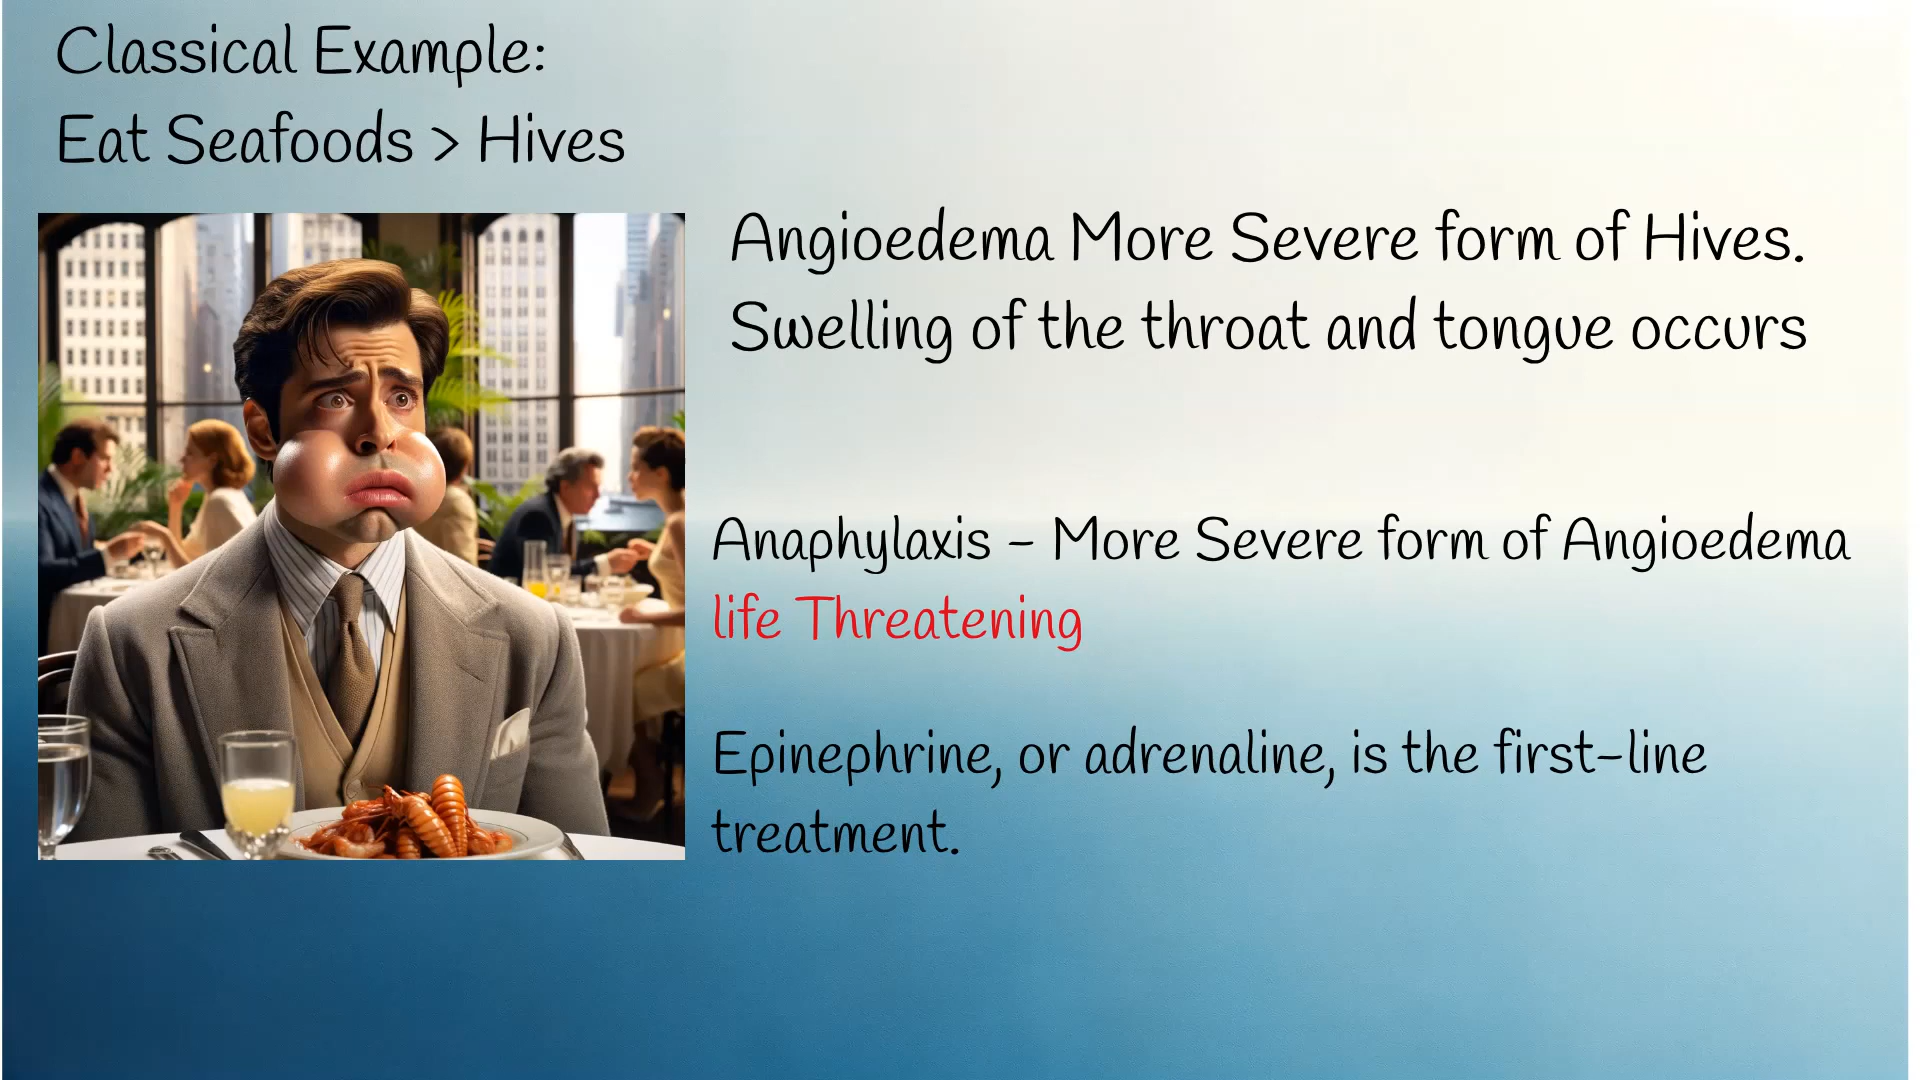 Classical Example:
Eat Seafoods > Hives
Angioedema More Severe form of Hives.
Swelling of the throat and tongue occurs
Anaphylaxis - More Severe form of Angioedema
life Threatening
Epinephrine, or adrenaline, is the first-line
treatment.